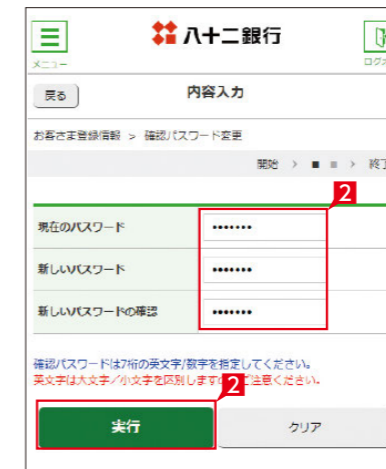 八十二銀行
メニュー
戻る
内容入力
お客さま登録情報 > 確認パスワード変更
開始 > ■ ■ > 終了
2
現在のパスワード •••••••
新しいパスワード •••••••
新しいパスワードの確認 •••••••
確認パスワードは7桁の英文字/数字を指定してください。
英文字は大文字/小文字を区別しますの ご注意ください。
2
実行
クリア